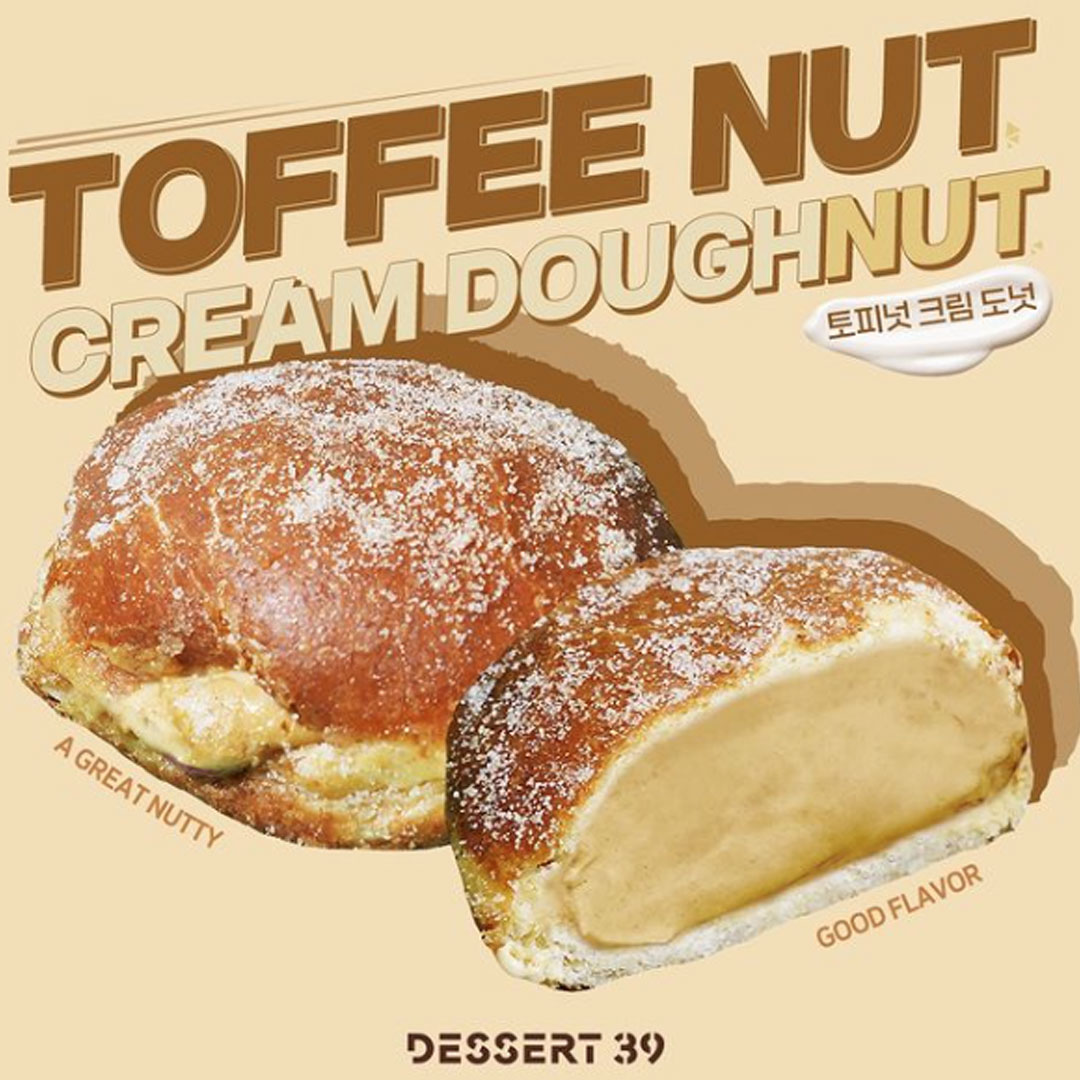 TOFFEE NUT
CREAM DOUGHNUT
토피넛 크림 도넛
A GREAT NUTTY
GOOD FLAVOR
DESSERT 39